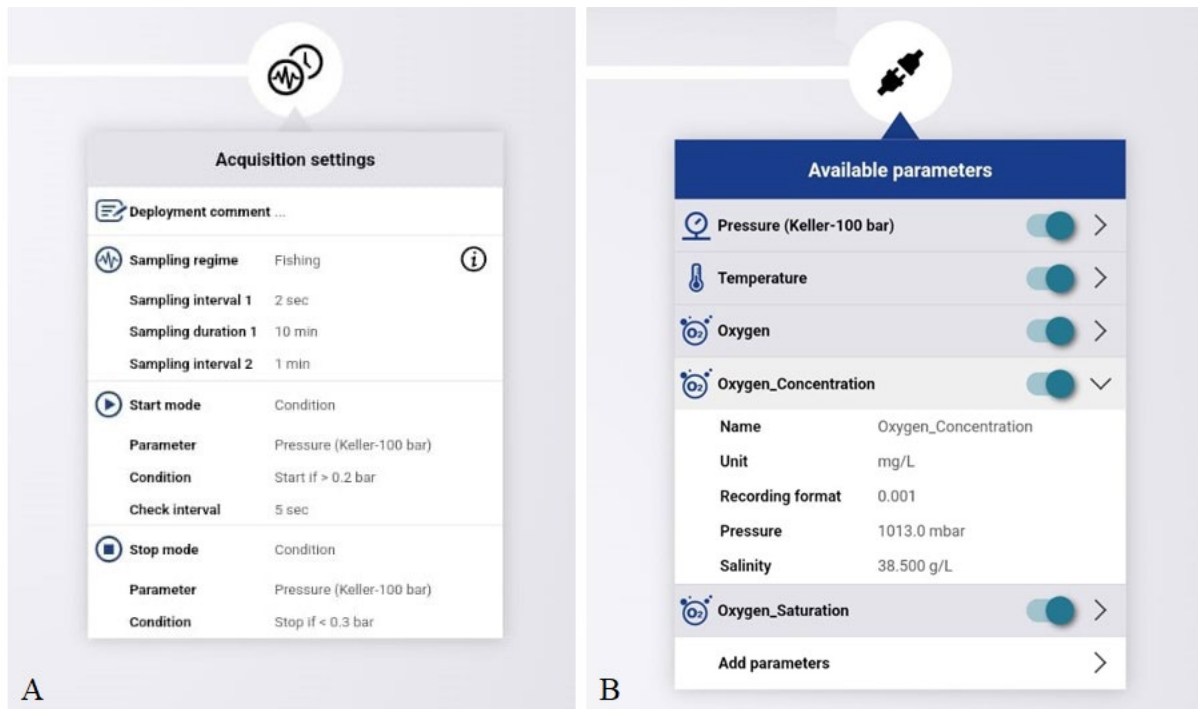 Acquisition settings
Deployment comment ...
Sampling regime Fishing i
Sampling interval 1 2 sec
Sampling duration 1 10 min
Sampling interval 2 1 min
Start mode Condition
Parameter Pressure (Keller-100 bar)
Condition Start if > 0.2 bar
Check interval 5 sec
Stop mode Condition
Parameter Pressure (Keller-100 bar)
Condition Stop if < 0.3 bar
A
Available parameters
Pressure (Keller-100 bar)
Temperature
O2 Oxygen
O2 Oxygen_Concentration
Name Oxygen_Concentration
Unit mg/L
Recording format 0.001
Pressure 1013.0 mbar
Salinity 38.500 g/L
O2 Oxygen_Saturation
Add parameters
B